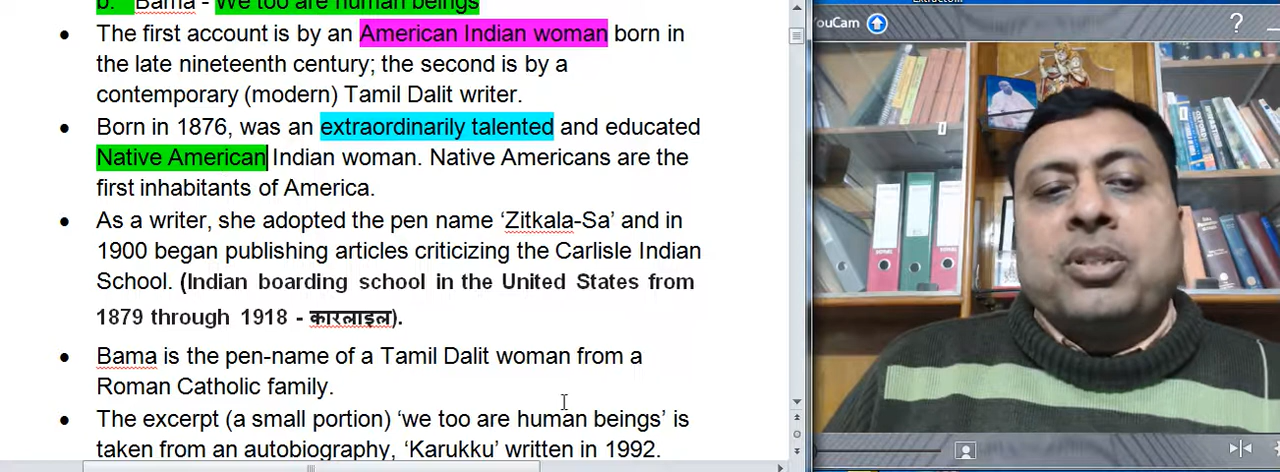 b. Bama - We too are human beings
YouCam
?
• The first account is by an American Indian woman born in
the late nineteenth century; the second is by a
contemporary (modern) Tamil Dalit writer.
• Born in 1876, was an extraordinarily talented and educated
Native American Indian woman. Native Americans are the
first inhabitants of America.
• As a writer, she adopted the pen name ‘Zitkala-Sa’ and in
1900 began publishing articles criticizing the Carlisle Indian
School. (Indian boarding school in the United States from
1879 through 1918 - कारलाइल).
• Bama is the pen-name of a Tamil Dalit woman from a
Roman Catholic family.
• The excerpt (a small portion) ‘we too are human beings’ is
taken from an autobiography, ‘Karukku’ written in 1992.